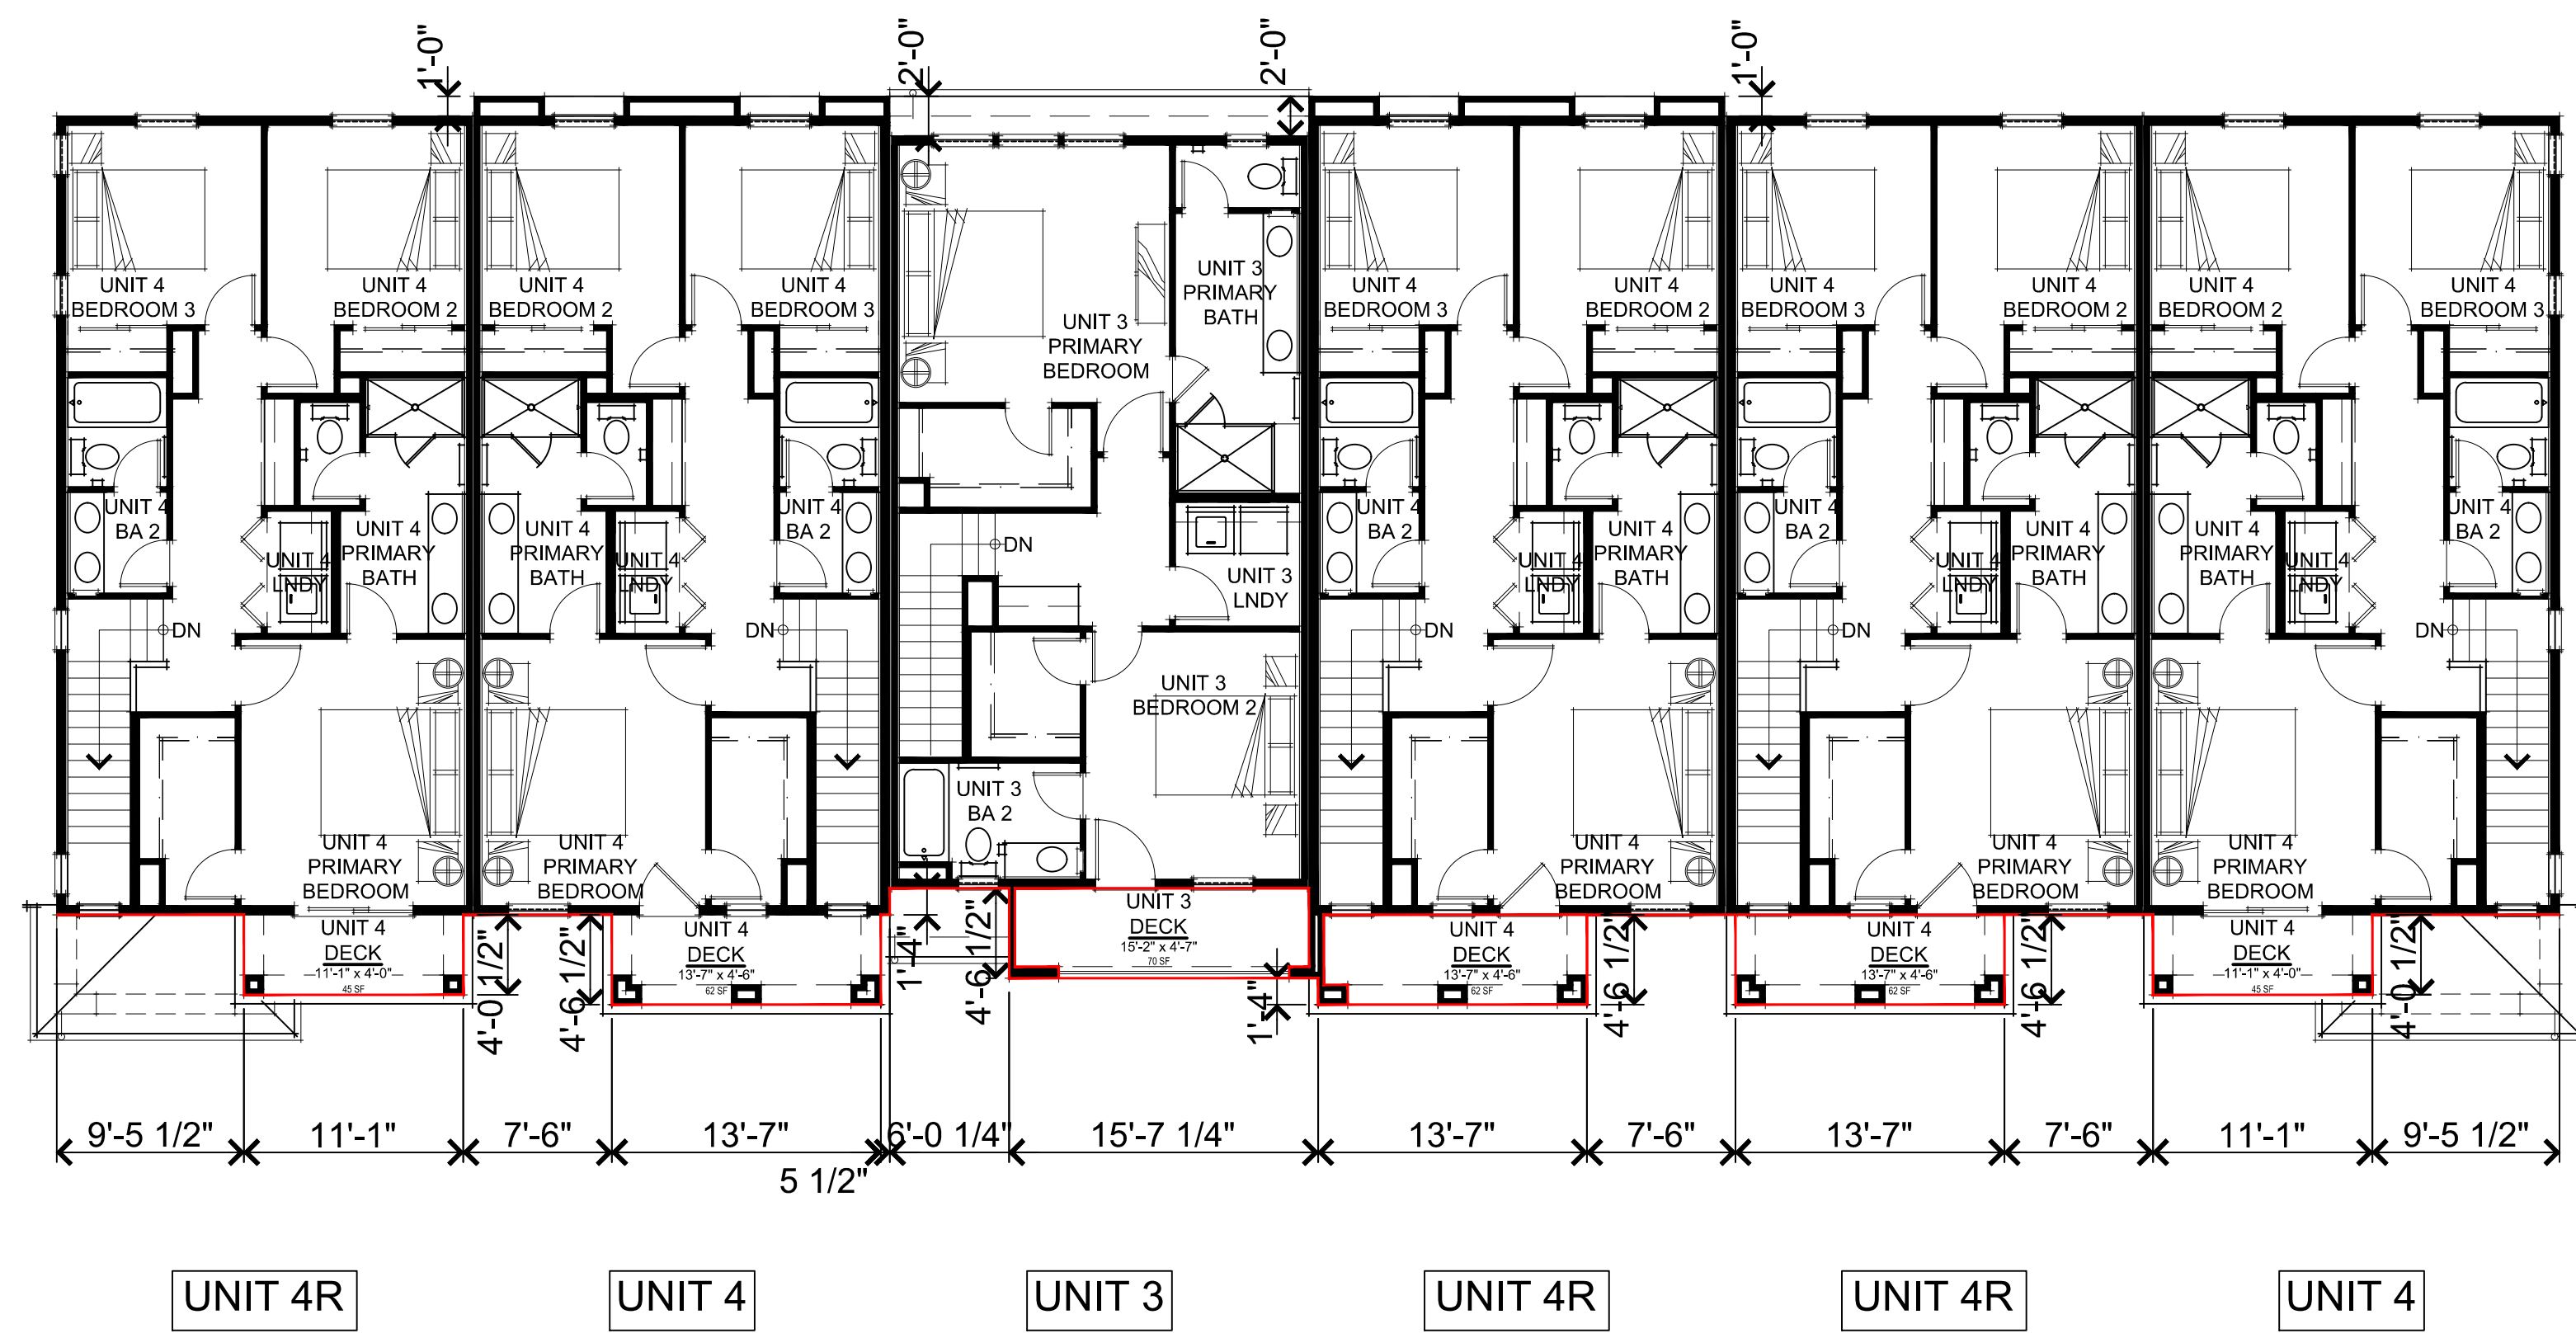 1'-0"
2'-0"
2'-0"
1'-0"
UNIT 4
BEDROOM 3
UNIT 4
BEDROOM 2
UNIT 4
BEDROOM 2
UNIT 4
BEDROOM 3
UNIT 3
PRIMARY
BEDROOM
UNIT 3
PRIMARY
BATH
UNIT 4
BEDROOM 3
UNIT 4
BEDROOM 2
UNIT 4
BEDROOM 3
UNIT 4
BEDROOM 2
UNIT 4
BEDROOM 2
UNIT 4
BEDROOM 3
UNIT 4
BA 2
UNIT 4
LNDY
UNIT 4
PRIMARY
BATH
UNIT 4
PRIMARY
BATH
UNIT 4
LNDY
UNIT 4
BA 2
DN
UNIT 3
LNDY
UNIT 4
BA 2
UNIT 4
LNDY
UNIT 4
PRIMARY
BATH
UNIT 4
BA 2
UNIT 4
LNDY
UNIT 4
PRIMARY
BATH
UNIT 4
PRIMARY
BATH
UNIT 4
LNDY
UNIT 4
BA 2
DN
DN
DN
DN
DN
UNIT 3
BEDROOM 2
UNIT 3
BA 2
UNIT 4
PRIMARY
BEDROOM
UNIT 4
PRIMARY
BEDROOM
UNIT 4
PRIMARY
BEDROOM
UNIT 4
PRIMARY
BEDROOM
UNIT 4
PRIMARY
BEDROOM
UNIT 4
DECK
11'-1" x 4'-0"
45 SF
4'-0 1/2"
4'-6 1/2"
UNIT 4
DECK
13'-7" x 4'-6"
62 SF
1'-4"
4'-6 1/2"
UNIT 3
DECK
15'-2" x 4'-7"
70 SF
1'-4"
UNIT 4
DECK
13'-7" x 4'-6"
62 SF
4'-6 1/2"
UNIT 4
DECK
13'-7" x 4'-6"
62 SF
4'-6 1/2"
UNIT 4
DECK
11'-1" x 4'-0"
45 SF
4'-0 1/2"
9'-5 1/2"
11'-1"
7'-6"
13'-7"
5 1/2"
6'-0 1/4"
15'-7 1/4"
13'-7"
7'-6"
13'-7"
7'-6"
11'-1"
9'-5 1/2"
UNIT 4R
UNIT 4
UNIT 3
UNIT 4R
UNIT 4R
UNIT 4